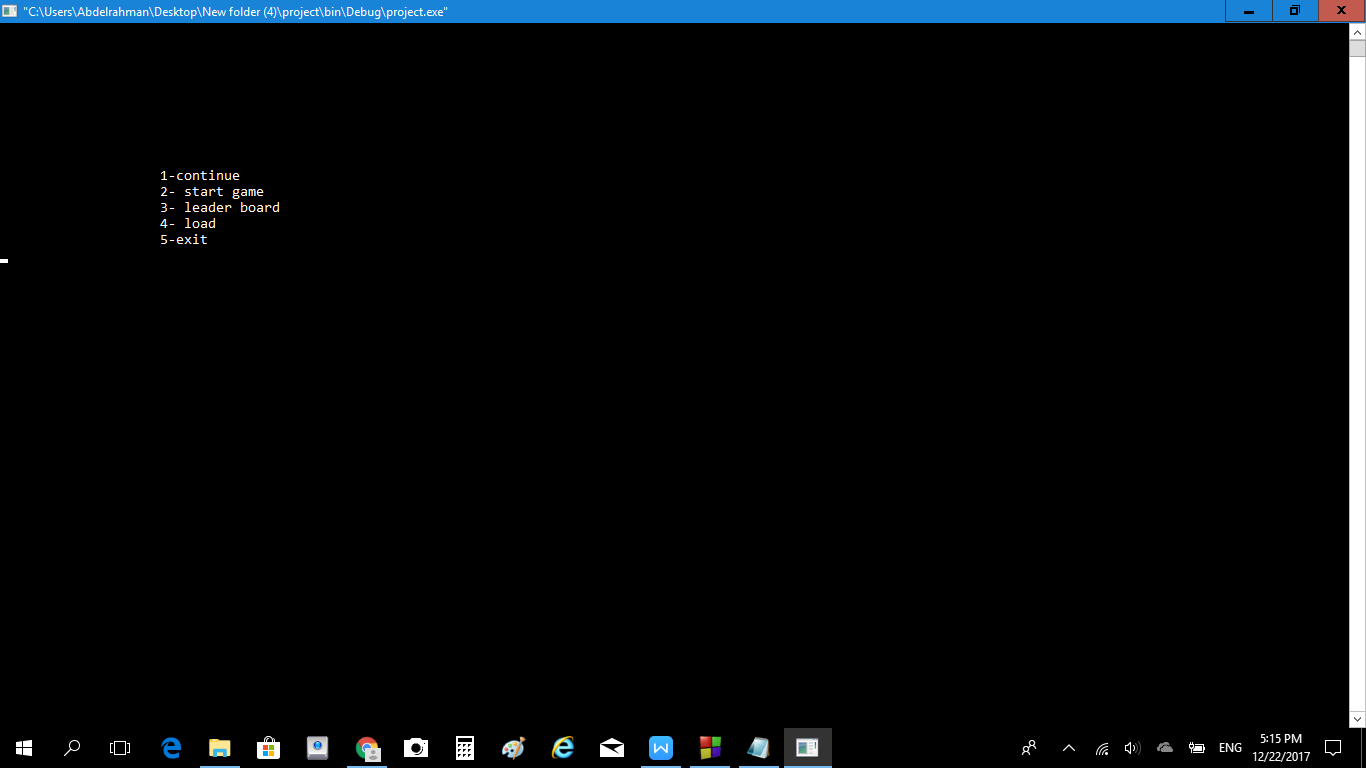 "C:\Users\Abdelrahman\Desktop\New folder (4)\project\bin\Debug\project.exe"
1-continue
2- start game
3- leader board
4- load
5-exit
ENG
5:15 PM
12/22/2017